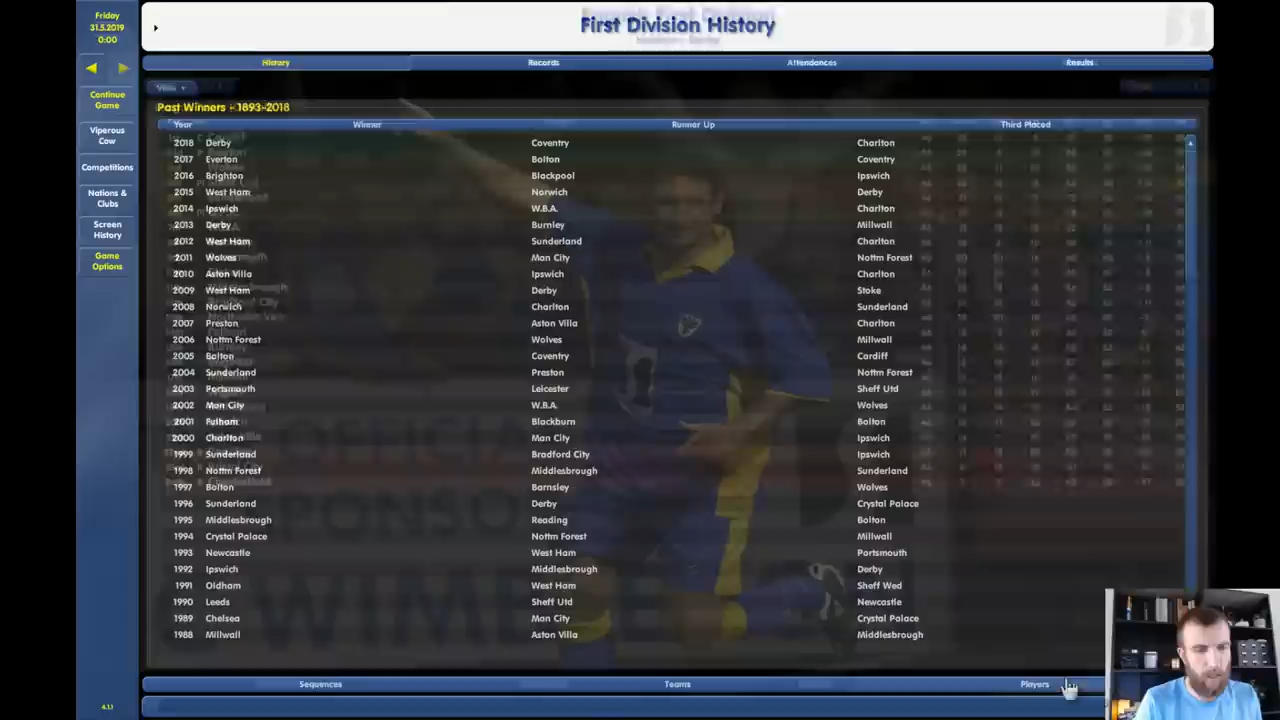 Friday
31.5.2019
0:00
First Division History
History Records Attendances Results
Continue
Game
View
Past Winners - 1893-2018
Year Winner Runner Up Third Placed
Viperous
Cow
Competitions
Nations &
Clubs
Screen
History
Game
Options
2018 Derby Coventry Charlton
2017 Everton Bolton Coventry
2016 Brighton Blackpool Ipswich
2015 West Ham Norwich Derby
2014 Ipswich W.B.A. Charlton
2013 Derby Burnley Millwall
2012 West Ham Sunderland Charlton
2011 Wolves Man City Nottm Forest
2010 Aston Villa Ipswich Charlton
2009 West Ham Derby Stoke
2008 Norwich Charlton Sunderland
2007 Preston Aston Villa Charlton
2006 Nottm Forest Wolves Millwall
2005 Bolton Coventry Cardiff
2004 Sunderland Preston Nottm Forest
2003 Portsmouth Leicester Sheff Utd
2002 Man City W.B.A. Wolves
2001 Fulham Blackburn Bolton
2000 Charlton Man City Ipswich
1999 Sunderland Bradford City Ipswich
1998 Nottm Forest Middlesbrough Sunderland
1997 Bolton Barnsley Wolves
1996 Sunderland Derby Crystal Palace
1995 Middlesbrough Reading Bolton
1994 Crystal Palace Nottm Forest Millwall
1993 Newcastle West Ham Portsmouth
1992 Ipswich Middlesbrough Derby
1991 Oldham West Ham Sheff Wed
1990 Leeds Sheff Utd Newcastle
1989 Chelsea Man City Crystal Palace
1988 Millwall Aston Villa Middlesbrough
OFFICIAL
SPONSO
WIM
Sequences Teams Players
4.1.1